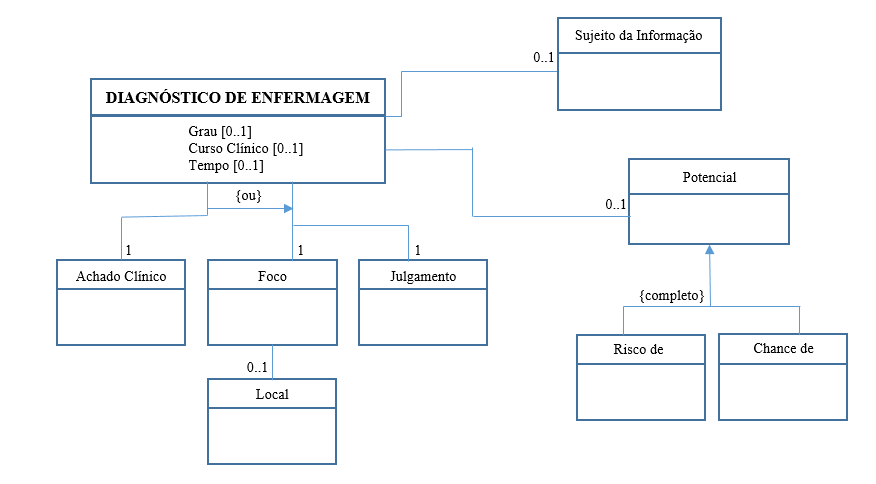 Sujeito da Informação
0..1
DIAGNÓSTICO DE ENFERMAGEM
Grau [0..1]
Curso Clínico [0..1]
Tempo [0..1]
Potencial
0..1
{ou}
1
1
1
Achado Clínico
Foco
Julgamento
{completo}
Risco de
Chance de
0..1
Local